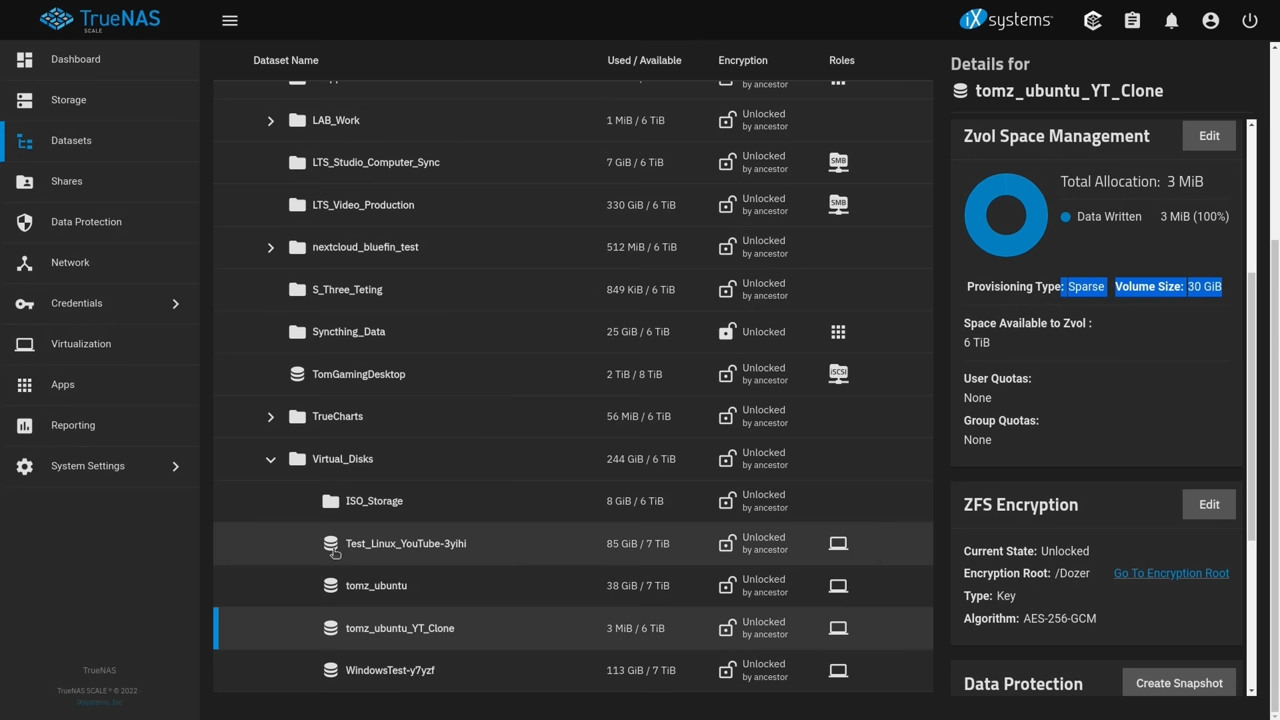 TrueNAS
SCALE
iXsystems
Dashboard
Storage
Datasets
Shares
Data Protection
Network
Credentials
Virtualization
Apps
Reporting
System Settings
TrueNAS
TrueNAS SCALE ® © 2022 -
iXsystems, Inc
Dataset Name Used / Available Encryption Roles
by ancestor
LAB_Work 1 MiB / 6 TiB Unlocked by ancestor
LTS_Studio_Computer_Sync 7 GiB / 6 TiB Unlocked by ancestor SMB
LTS_Video_Production 330 GiB / 6 TiB Unlocked by ancestor SMB
nextcloud_bluefin_test 512 MiB / 6 TiB Unlocked by ancestor
S_Three_Teting 849 KiB / 6 TiB Unlocked by ancestor
Syncthing_Data 25 GiB / 6 TiB Unlocked
TomGamingDesktop 2 TiB / 8 TiB Unlocked by ancestor iSCSI
TrueCharts 56 MiB / 6 TiB Unlocked by ancestor
Virtual_Disks 244 GiB / 6 TiB Unlocked by ancestor
ISO_Storage 8 GiB / 6 TiB Unlocked by ancestor
Test_Linux_YouTube-3yihi 85 GiB / 7 TiB Unlocked by ancestor
tomz_ubuntu 38 GiB / 7 TiB Unlocked by ancestor
tomz_ubuntu_YT_Clone 3 MiB / 6 TiB Unlocked by ancestor
WindowsTest-y7yzf 113 GiB / 7 TiB Unlocked by ancestor
Details for
tomz_ubuntu_YT_Clone
Zvol Space Management Edit
Total Allocation: 3 MiB
Data Written 3 MiB (100%)
Provisioning Type: Sparse Volume Size: 30 GiB
Space Available to Zvol :
6 TiB
User Quotas:
None
Group Quotas:
None
ZFS Encryption Edit
Current State: Unlocked
Encryption Root: /Dozer Go To Encryption Root
Type: Key
Algorithm: AES-256-GCM
Data Protection Create Snapshot